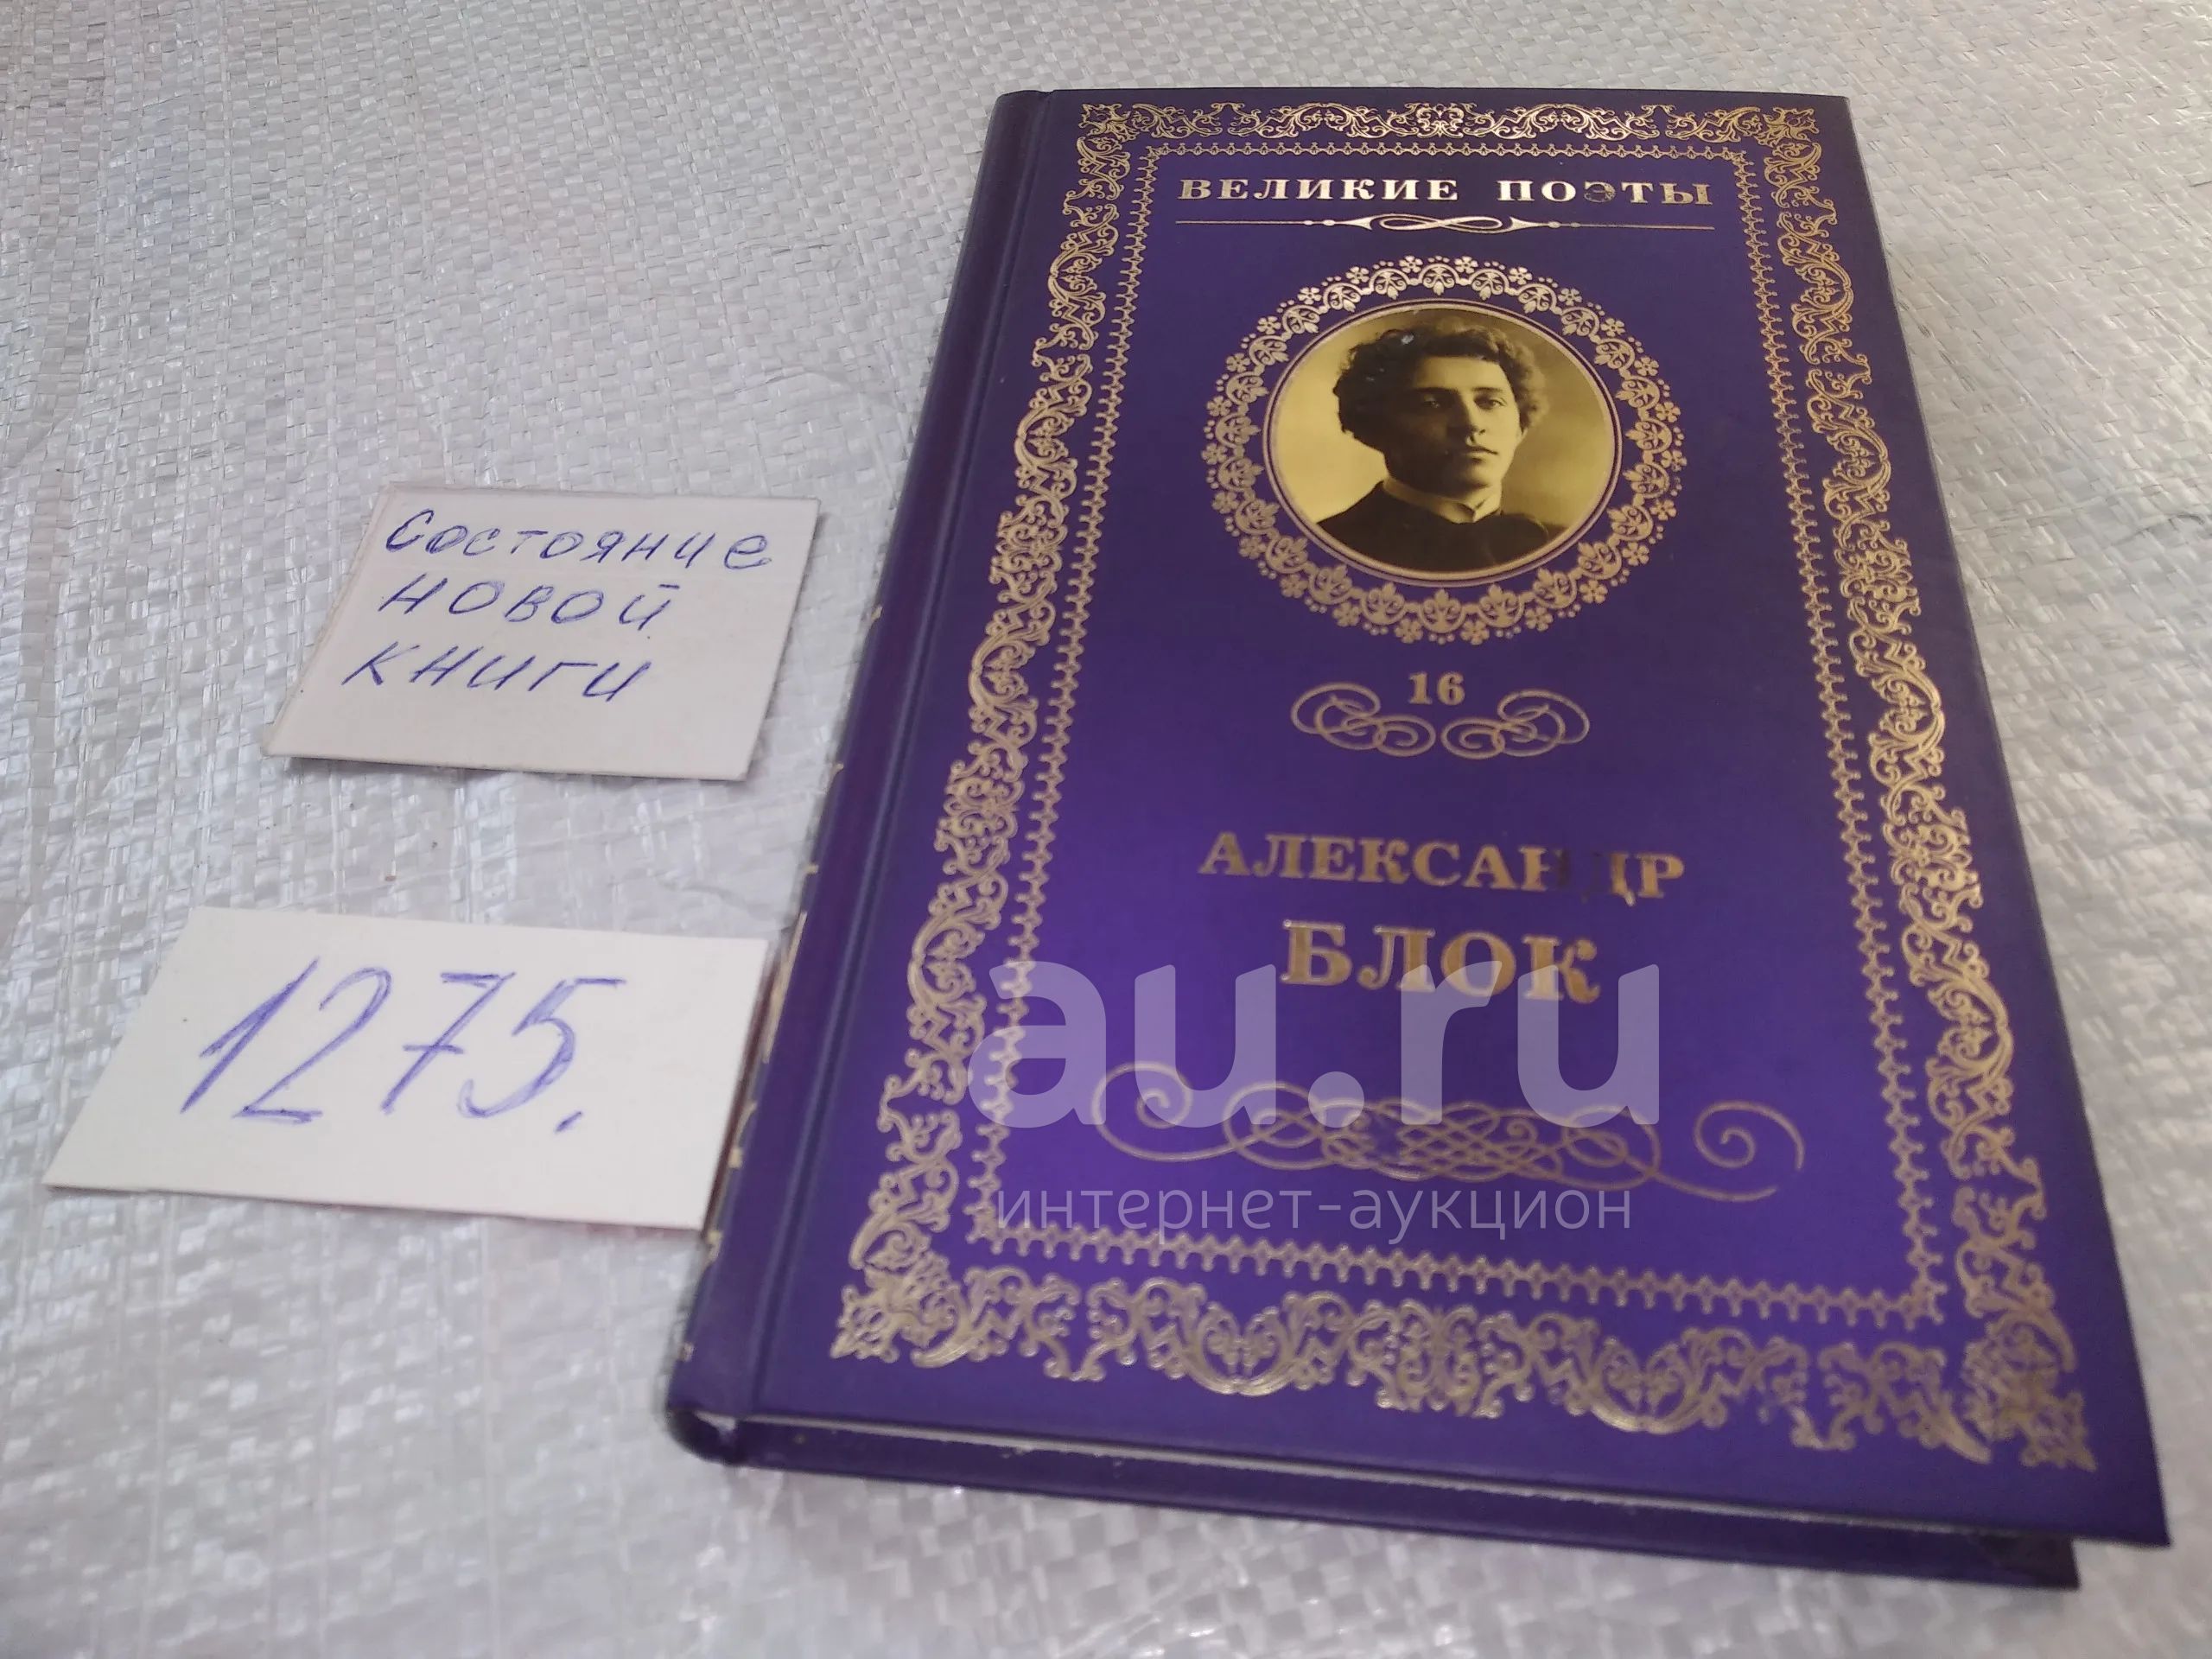 ВЕЛИКИЕ ПОЭТЫ
16
АЛЕКСАНДР
БЛОК
Состояние
новой
книги
1275.
au.ru
интернет-аукцион